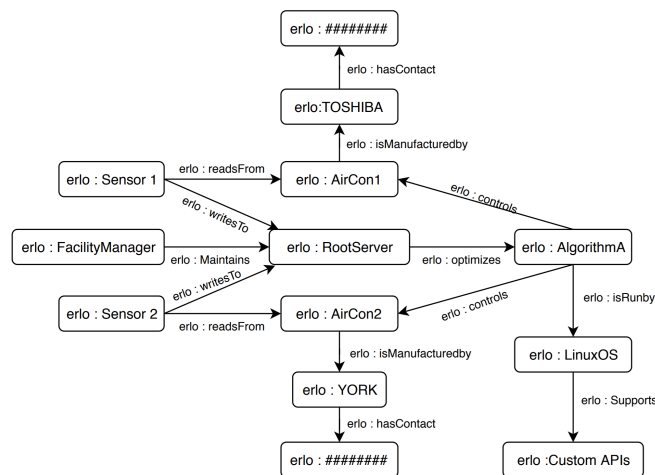 erlo : ########
erlo : hasContact
erlo:TOSHIBA
erlo : isManufacturedby
erlo : Sensor 1
erlo : readsFrom
erlo : AirCon1
erlo : controls
erlo : writesTo
erlo : FacilityManager
erlo : Maintains
erlo : RootServer
erlo : optimizes
erlo : AlgorithmA
erlo : writesTo
erlo : Sensor 2
erlo : readsFrom
erlo : AirCon2
erlo : controls
erlo : isRunby
erlo : isManufacturedby
erlo : LinuxOS
erlo : YORK
erlo : Supports
erlo : hasContact
erlo : ########
erlo :Custom APIs